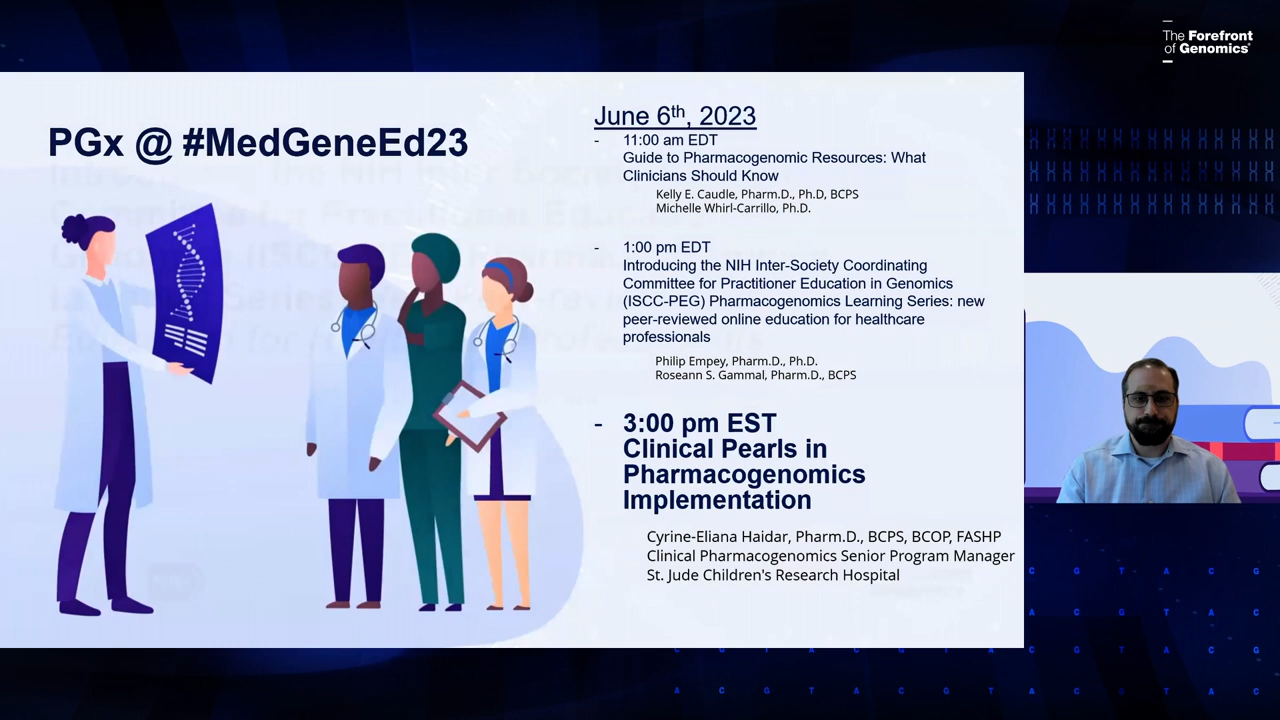 The Forefront
of Genomics®
PGx @ #MedGeneEd23
June 6th, 2023
- 11:00 am EDT
Guide to Pharmacogenomic Resources: What
Clinicians Should Know
Kelly E. Caudle, Pharm.D., Ph.D, BCPS
Michelle Whirl-Carrillo, Ph.D.
- 1:00 pm EDT
Introducing the NIH Inter-Society Coordinating
Committee for Practitioner Education in Genomics
(ISCC-PEG) Pharmacogenomics Learning Series: new
peer-reviewed online education for healthcare
professionals
Philip Empey, Pharm.D., Ph.D.
Roseann S. Gammal, Pharm.D., BCPS
- 3:00 pm EST
Clinical Pearls in
Pharmacogenomics
Implementation
Cyrine-Eliana Haidar, Pharm.D., BCPS, BCOP, FASHP
Clinical Pharmacogenomics Senior Program Manager
St. Jude Children's Research Hospital
C G T A C G
A C G T A C
C G T A C G T A C G T A C G
A C G T A C G T A C G T A C